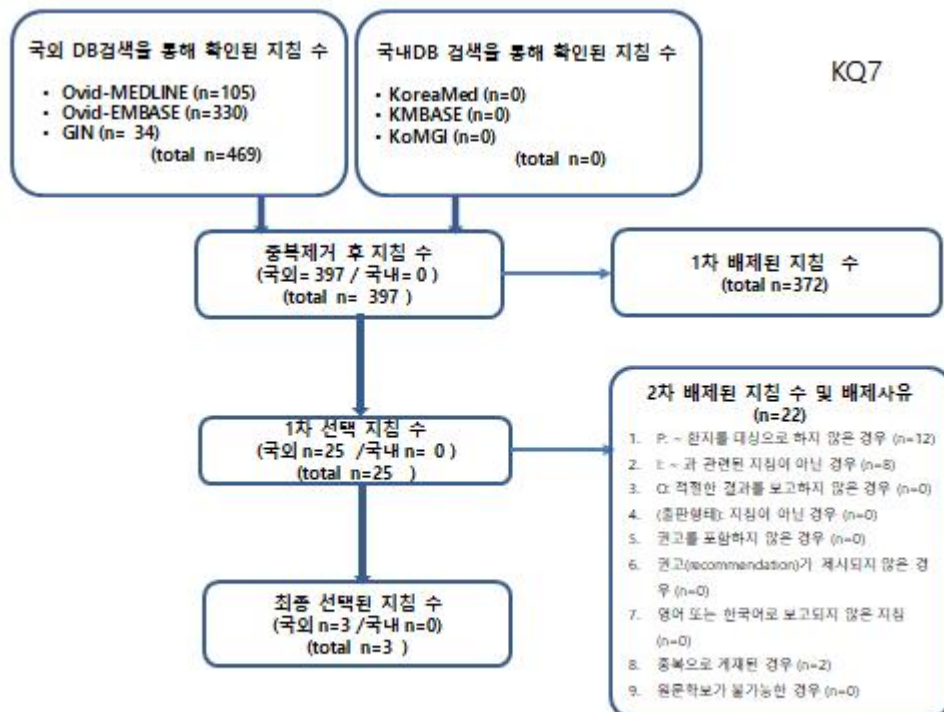 국외 DB검색을 통해 확인된 지침 수
• Ovid-MEDLINE (n=105)
• Ovid-EMBASE (n=330)
• GIN (n= 34)
(total n=469)
국내DB 검색을 통해 확인된 지침 수
• KoreaMed (n=0)
• KMBASE (n=0)
• KoMGI (n=0)
(total n=0)
KQ7
중복제거 후 지침 수
(국외= 397 / 국내= 0 )
(total n= 397 )
1차 배제된 지침 수
(total n=372)
1차 선택 지침 수
(국외 n=25 /국내 n= 0 )
(total n=25 )
2차 배제된 지침 수 및 배제사유
(n=22)
1. P: ~ 환자를 대상으로 하지 않은 경우 (n=12)
2. I: ~ 과 관련된 지침이 아닌 경우 (n=8)
3. O: 적절한 결과를 보고하지 않은 경우 (n=0)
4. (출판형태): 지침이 아닌 경우 (n=0)
5. 권고를 포함하지 않은 경우 (n=0)
6. 권고(recommendation)가 제시되지 않은 경
우 (n=0)
7. 영어 또는 한국어로 보고되지 않은 지침
(n=0)
8. 중복으로 게재된 경우 (n=2)
9. 원문확보가 불가능한 경우 (n=0)
최종 선택된 지침 수
(국외 n=3 /국내 n=0)
(total n=3 )